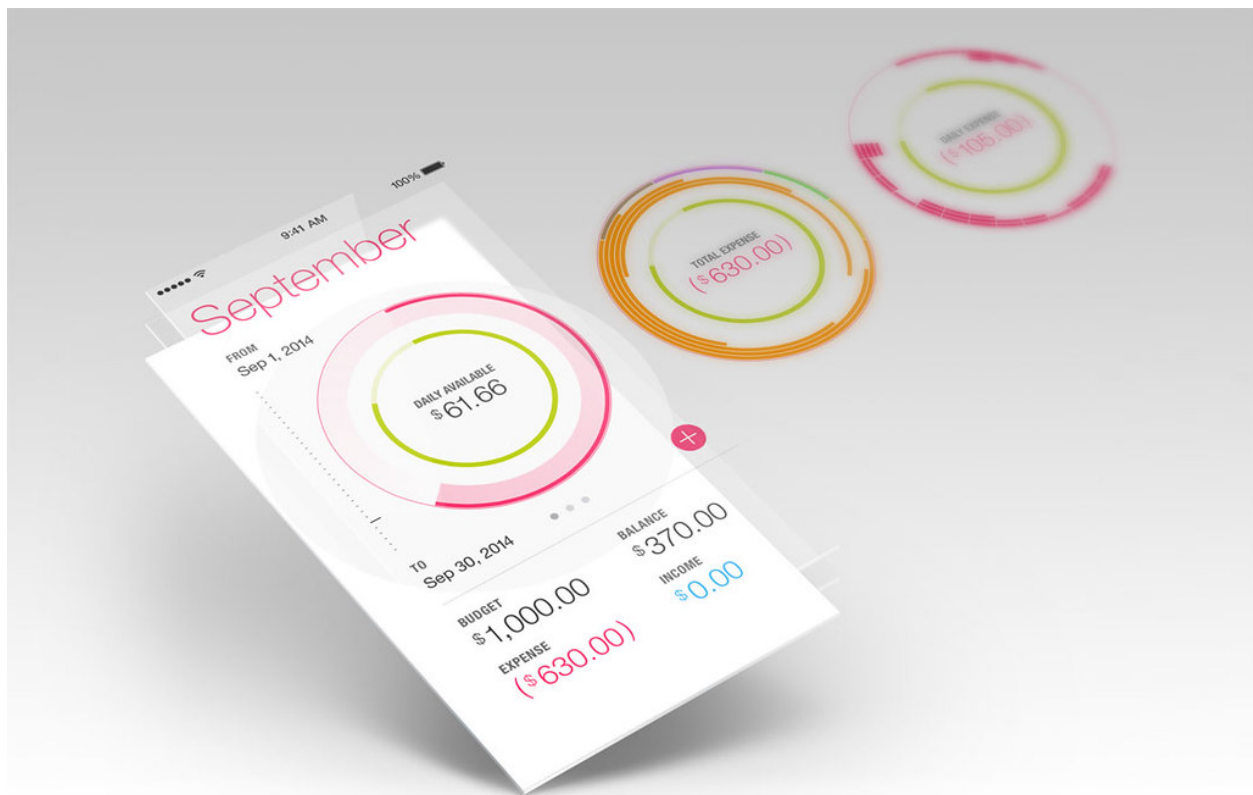 100%
9:41 AM
September
FROM
Sep 1, 2014
DAILY AVAILABLE
$61.66
TO
Sep 30, 2014
BUDGET
$1,000.00
BALANCE
$370.00
EXPENSE
($630.00)
INCOME
$0.00
TOTAL EXPENSE
($630.00)
DAILY EXPENSE
($105.00)